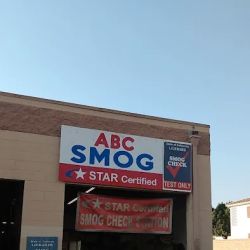 ABC
SMOG
STAR Certified
SMOG
CHECK
TEST ONLY
STAR Certified
SMOG CHECK STATION